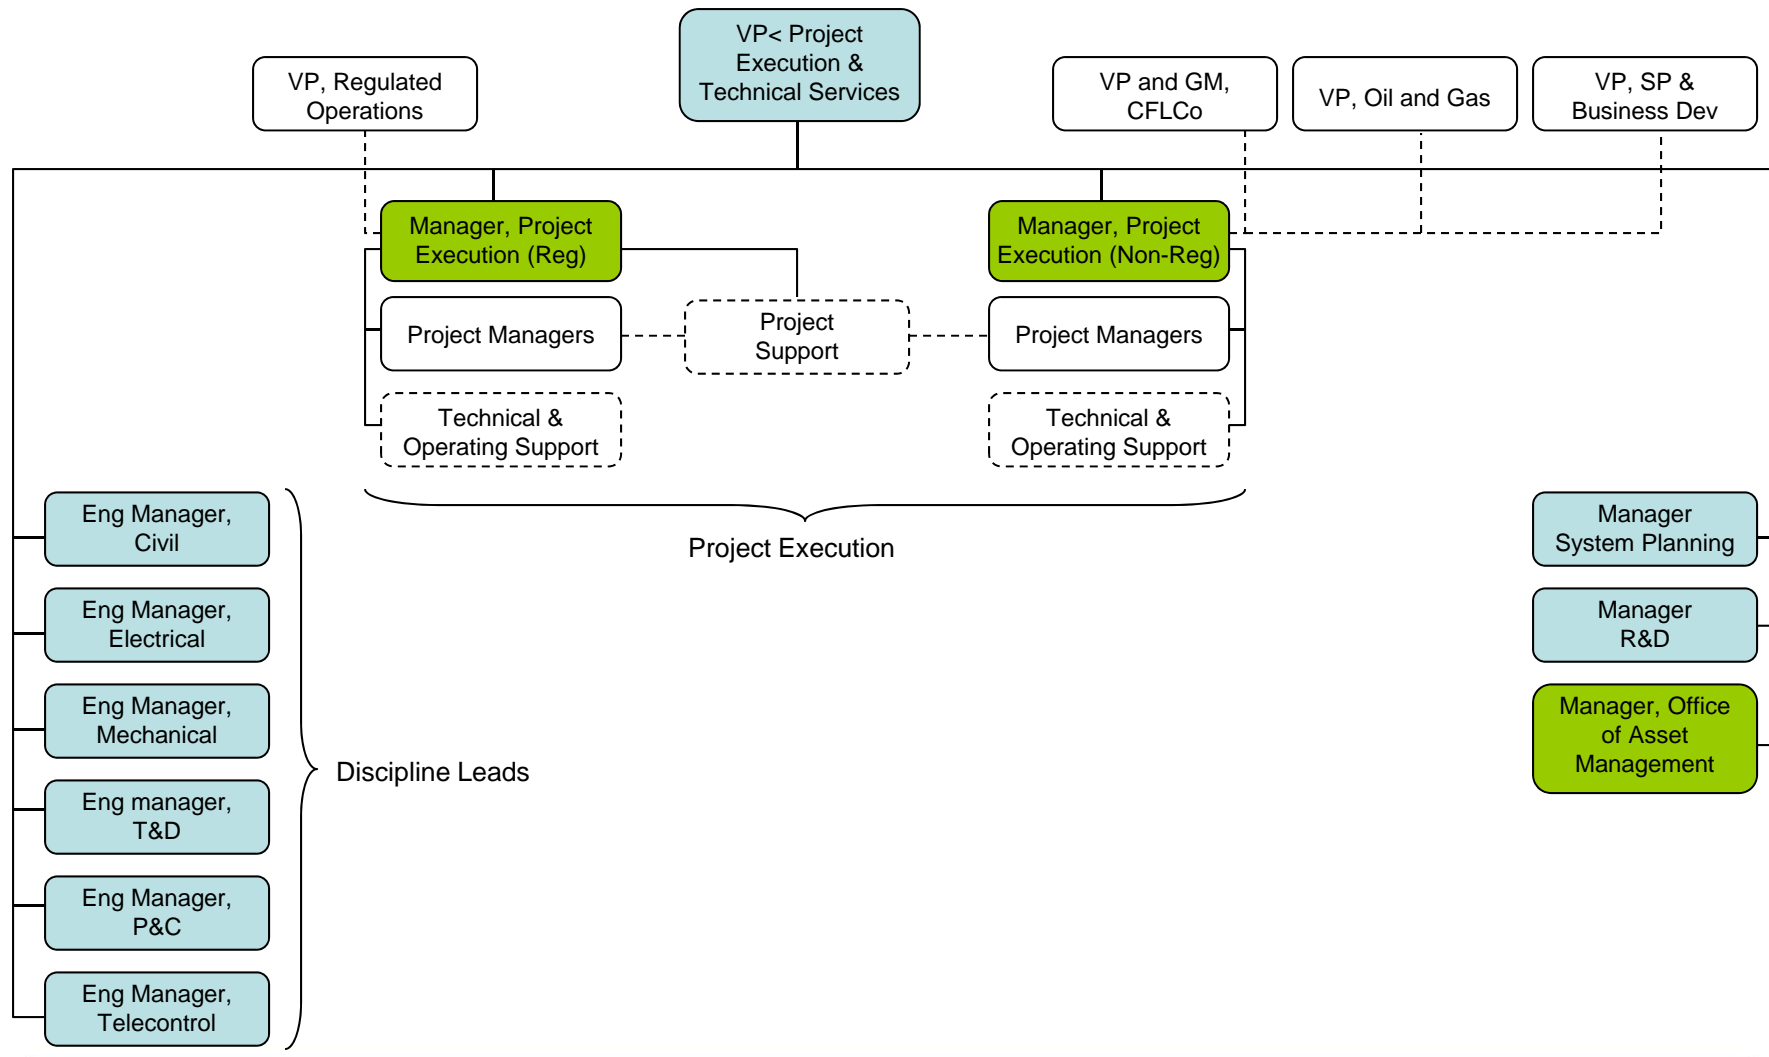 VP< Project
Execution &
Technical Services
VP, Regulated
Operations
VP and GM,
CFLCo
VP, Oil and Gas
VP, SP &
Business Dev
Manager, Project
Execution (Reg)
Manager, Project
Execution (Non-Reg)
Project Managers
Project
Support
Project Managers
Technical &
Operating Support
Technical &
Operating Support
Project Execution
Eng Manager,
Civil
Eng Manager,
Electrical
Eng Manager,
Mechanical
Eng manager,
T&D
Eng Manager,
P&C
Eng Manager,
Telecontrol
Discipline Leads
Manager
System Planning
Manager
R&D
Manager, Office
of Asset
Management